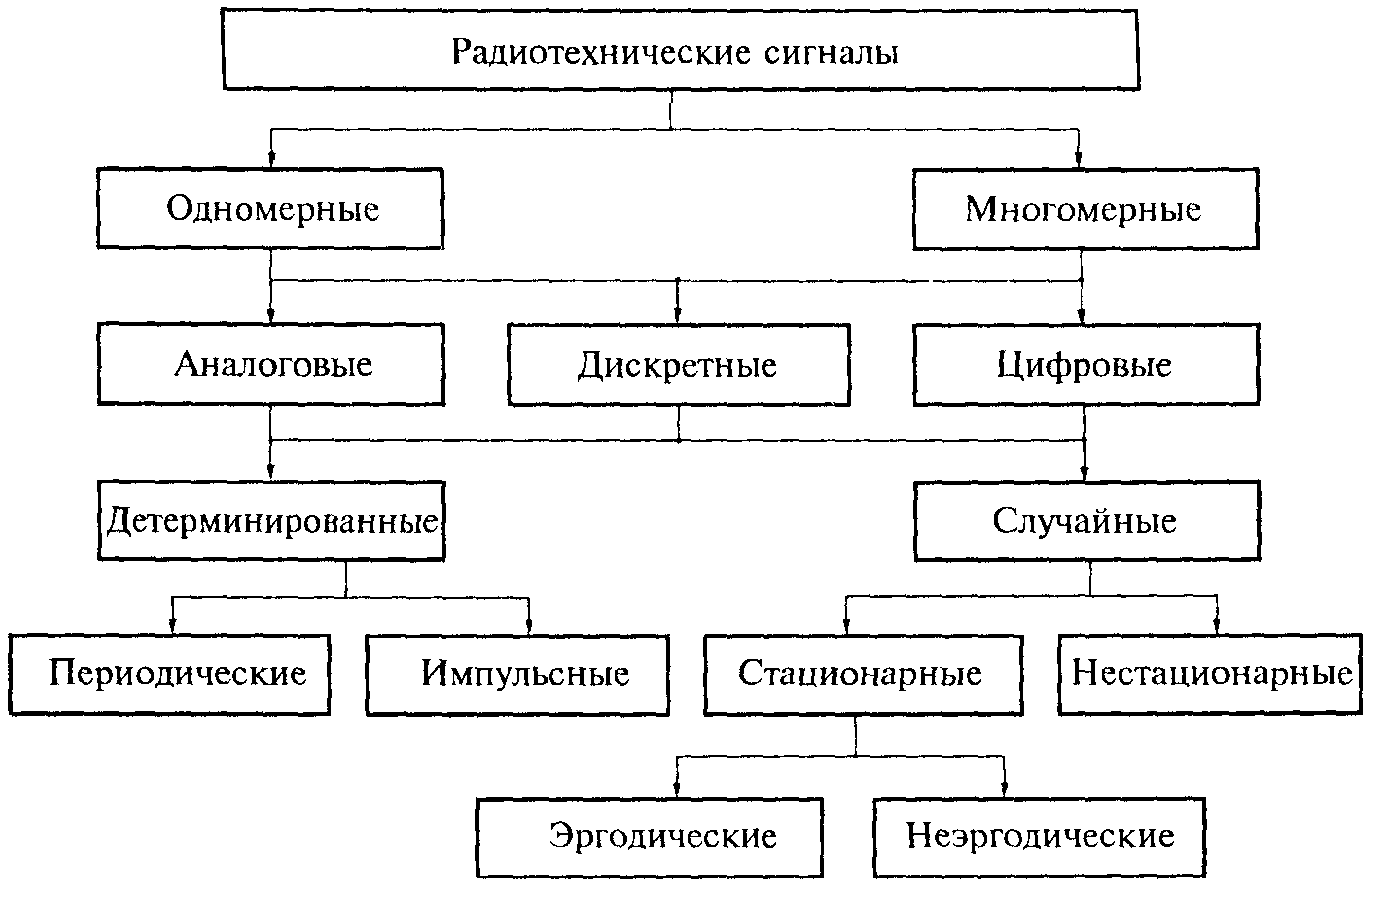 Радиотехнические сигналы
Одномерные
Многомерные
Аналоговые
Дискретные
Цифровые
Детерминированные
Случайные
Периодические
Импульсные
Стационарные
Нестационарные
Эргодические
Неэргодические